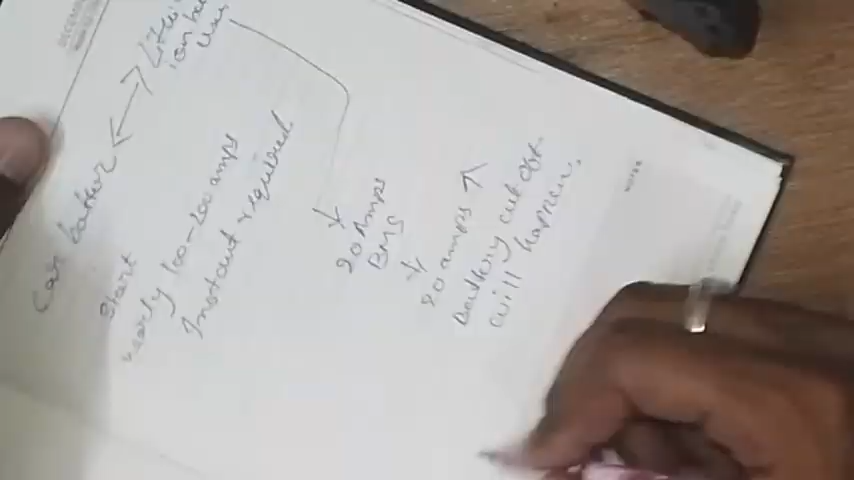 Car battery ↔ Lithium
ion
Start
nearly 100-200 amps
Instant required.
20 Amps
BMS
20 amps ↑
Battery cut off
will happen.
NOTES